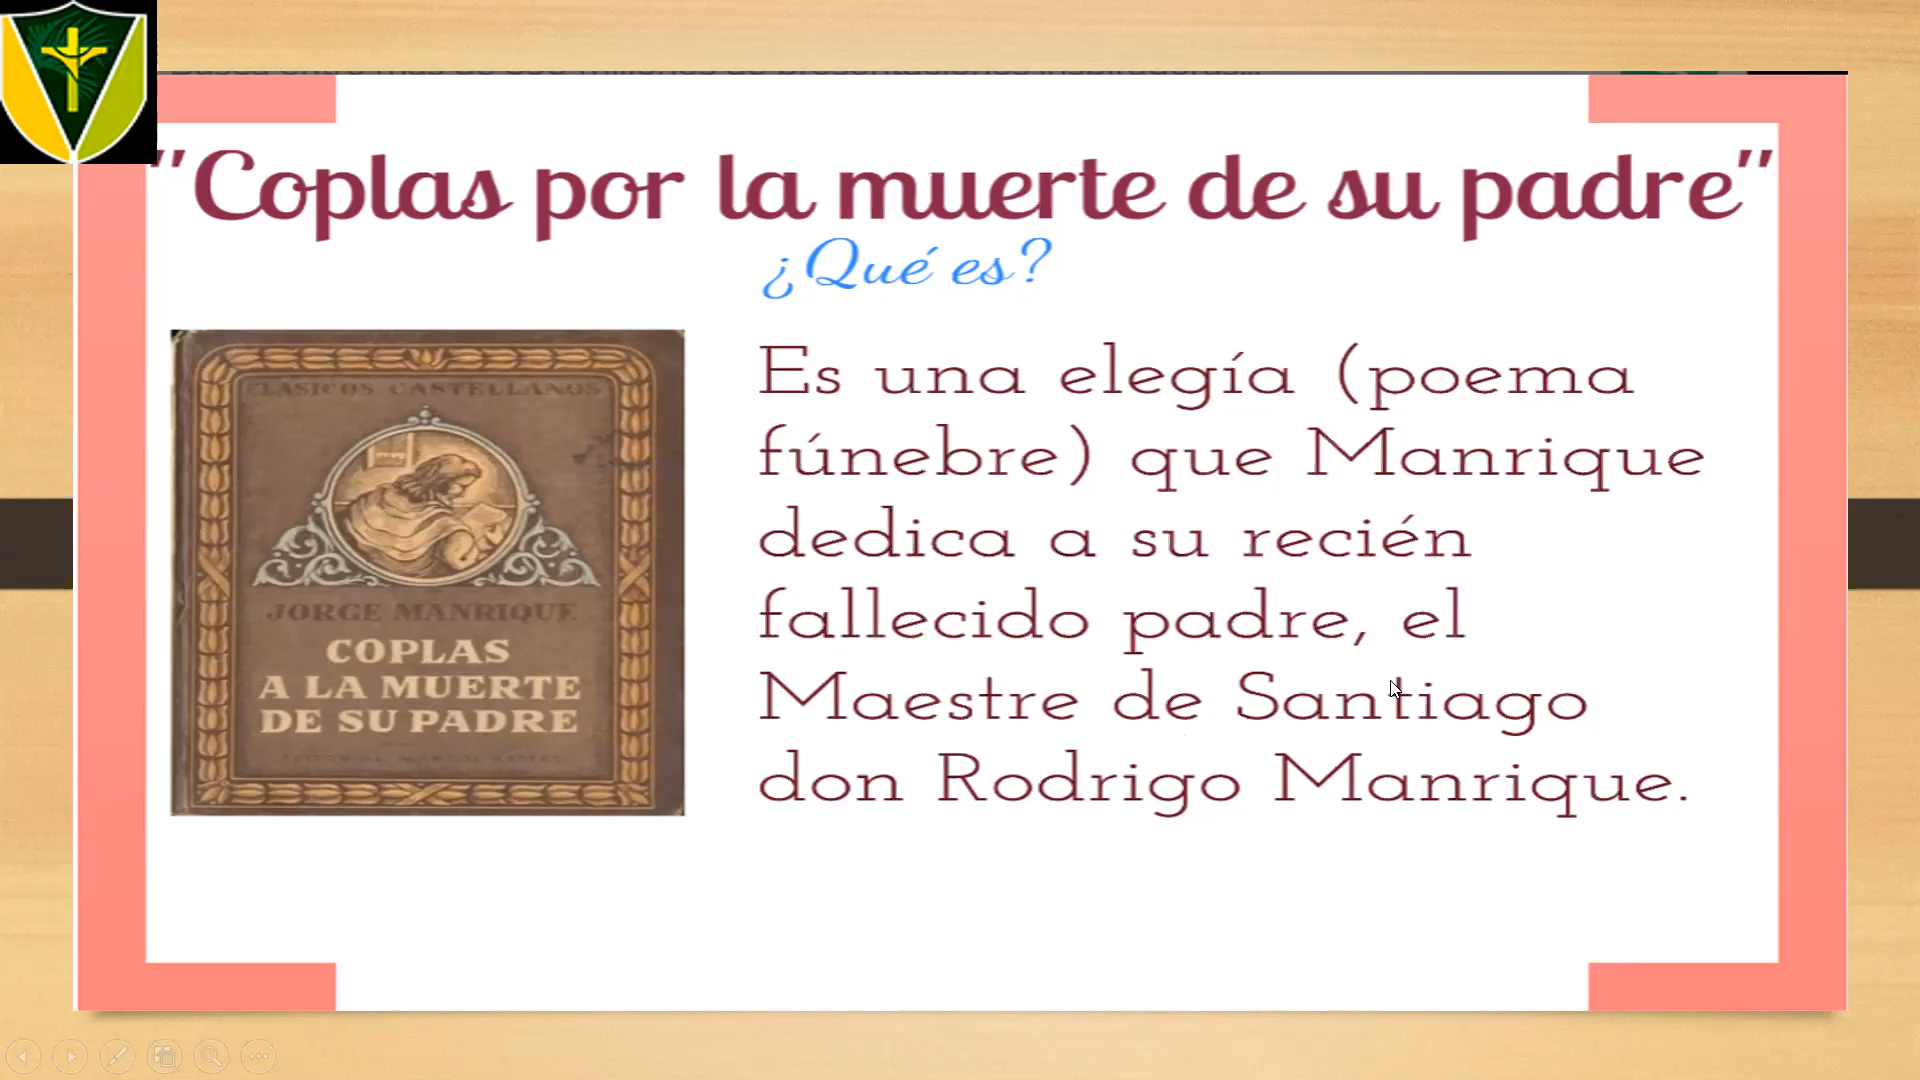 "Coplas por la muerte de su padre"
¿Qué es?
CLÁSICOS CASTELLANOS
JORGE MANRIQUE
COPLAS
A LA MUERTE
DE SU PADRE
Es una elegía (poema
fúnebre) que Manrique
dedica a su recién
fallecido padre, el
Maestre de Santiago
don Rodrigo Manrique.